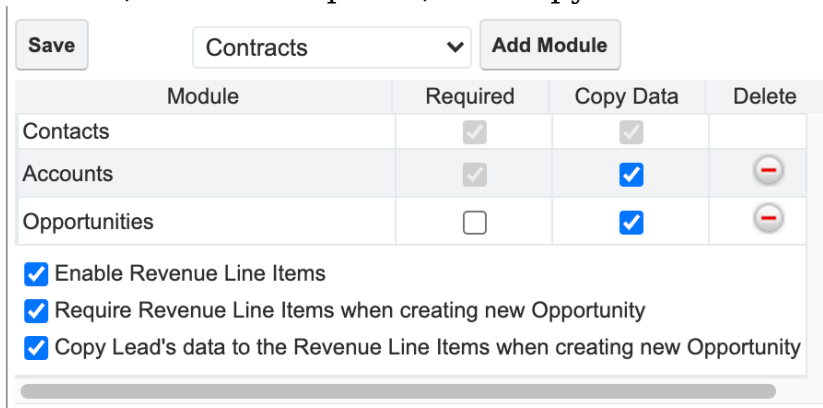 Save Contracts Add Module
Module Required Copy Data Delete
Contacts
Accounts
Opportunities
Enable Revenue Line Items
Require Revenue Line Items when creating new Opportunity
Copy Lead's data to the Revenue Line Items when creating new Opportunity